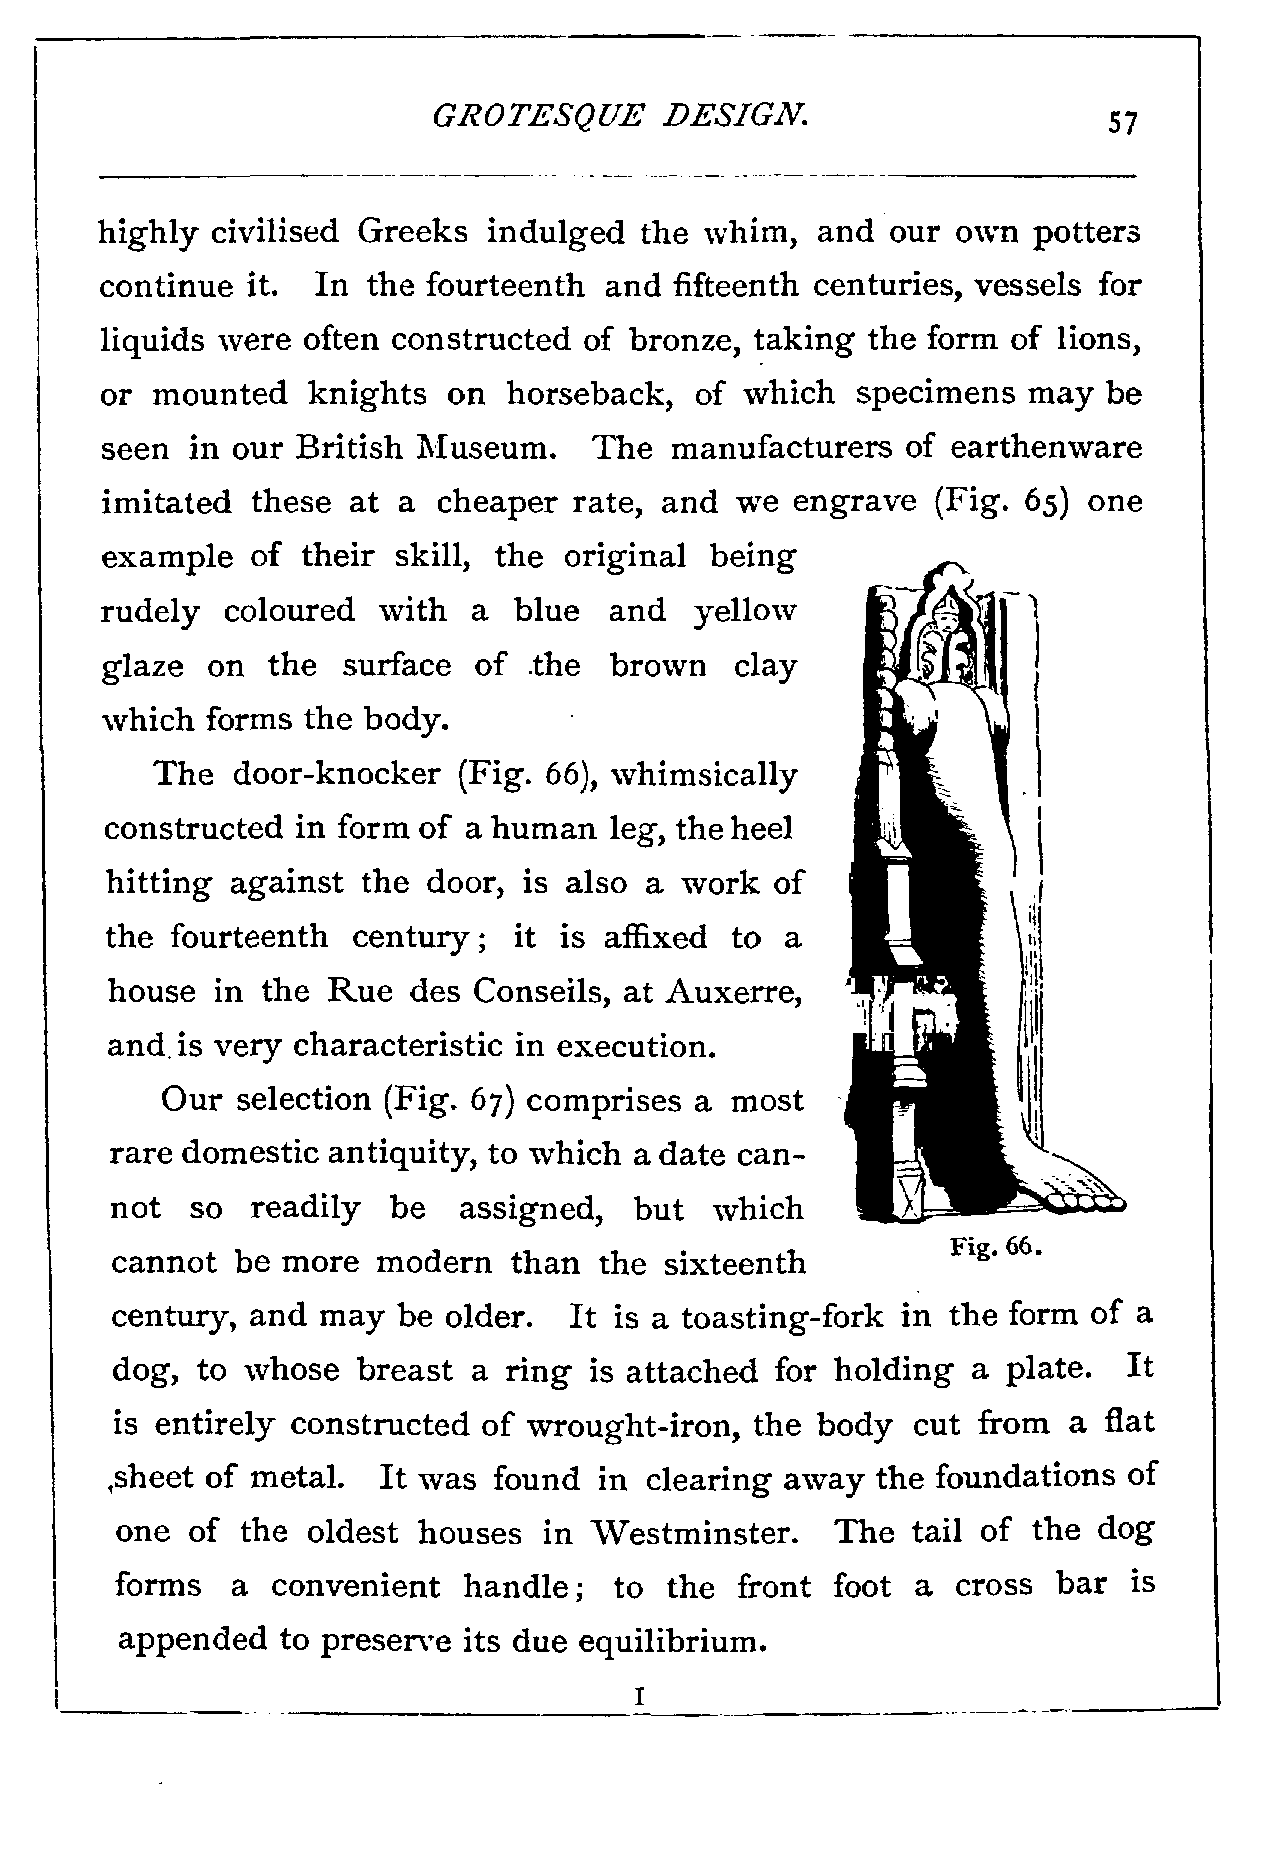 GROTESQUE DESIGN. 57
highly civilised Greeks indulged the whim, and our own potters
continue it. In the fourteenth and fifteenth centuries, vessels for
liquids were often constructed of bronze, taking the form of lions,
or mounted knights on horseback, of which specimens may be
seen in our British Museum. The manufacturers of earthenware
imitated these at a cheaper rate, and we engrave (Fig. 65) one
example of their skill, the original being
rudely coloured with a blue and yellow
glaze on the surface of the brown clay
which forms the body.
The door-knocker (Fig. 66), whimsically
constructed in form of a human leg, the heel
hitting against the door, is also a work of
the fourteenth century; it is affixed to a
house in the Rue des Conseils, at Auxerre,
and is very characteristic in execution.
Our selection (Fig. 67) comprises a most
rare domestic antiquity, to which a date can-
not so readily be assigned, but which
cannot be more modern than the sixteenth
Fig. 66.
century, and may be older. It is a toasting-fork in the form of a
dog, to whose breast a ring is attached for holding a plate. It
is entirely constructed of wrought-iron, the body cut from a flat
sheet of metal. It was found in clearing away the foundations of
one of the oldest houses in Westminster. The tail of the dog
forms a convenient handle; to the front foot a cross bar is
appended to preserve its due equilibrium.
I